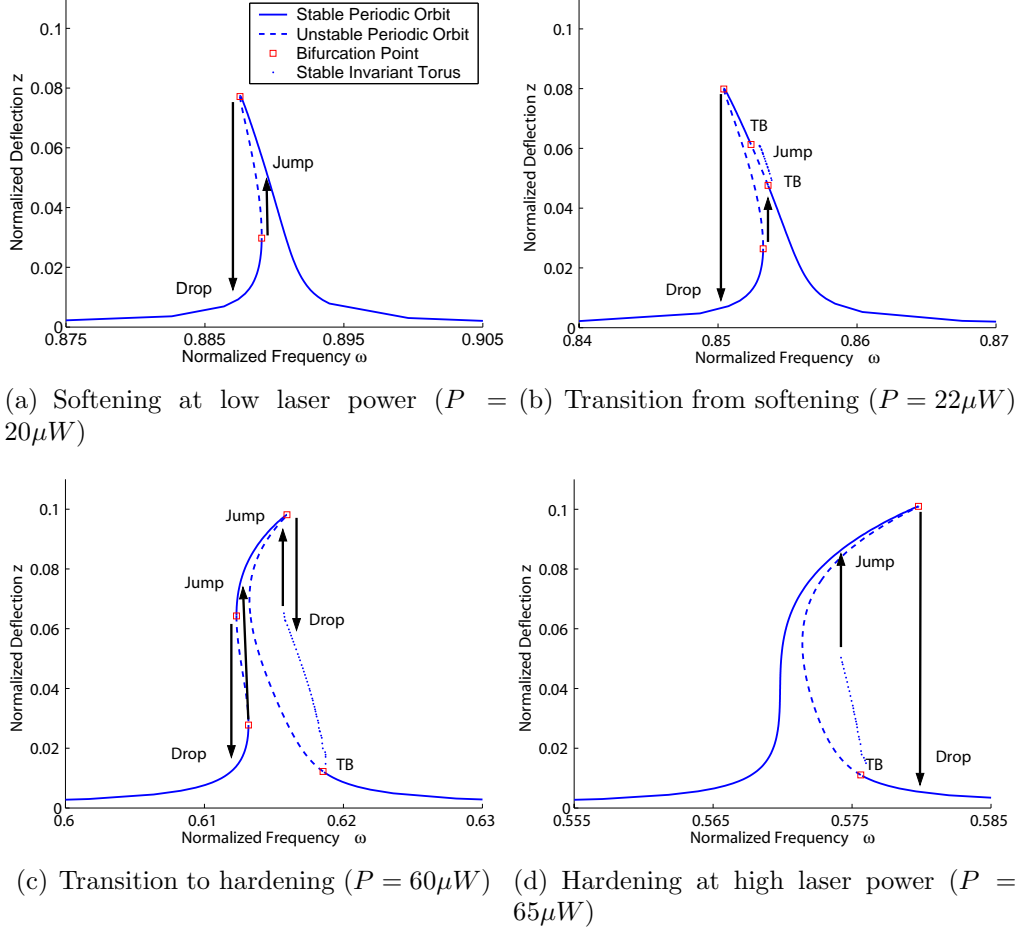 Stable Periodic Orbit
Unstable Periodic Orbit
Bifurcation Point
Stable Invariant Torus
Normalized Deflection z
0.1
0.08
0.06
0.04
0.02
0
Jump
Drop
0.875
0.885
0.895
0.905
Normalized Frequency ω
Normalized Deflection z
0.1
0.08
0.06
0.04
0.02
0
TB
Jump
TB
Drop
0.84
0.85
0.86
0.87
Normalized Frequency ω
(a) Softening at low laser power (P =
20μW)
(b) Transition from softening (P = 22μW)
Normalized Deflection z
0.1
0.08
0.06
0.04
0.02
0
Jump
Jump
Drop
Drop
TB
0.6
0.61
0.62
0.63
Normalized Frequency ω
Normalized Deflection z
0.1
0.08
0.06
0.04
0.02
0
Jump
Drop
TB
0.555
0.565
0.575
0.585
Normalized Frequency ω
(c) Transition to hardening (P = 60μW)
(d) Hardening at high laser power (P =
65μW)